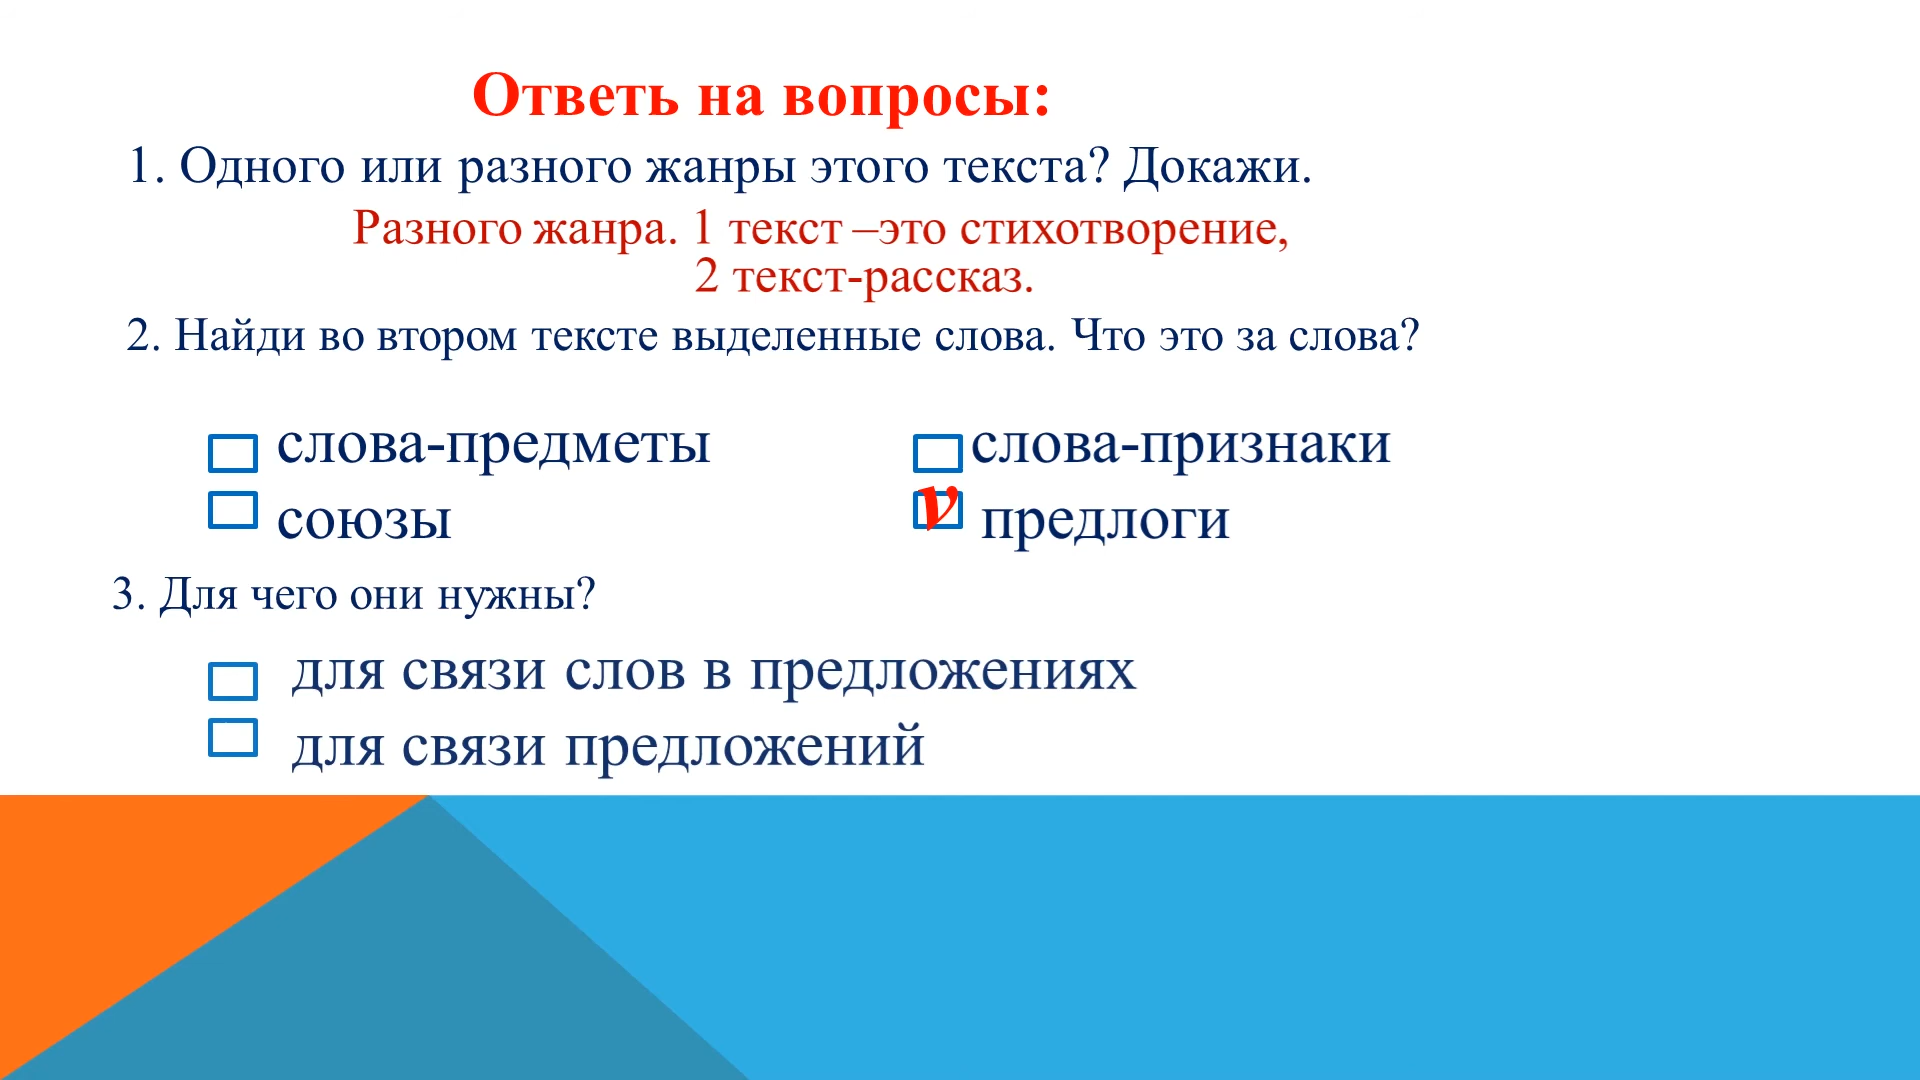 Ответь на вопросы:
1. Одного или разного жанры этого текста? Докажи.
Разного жанра. 1 текст –это стихотворение,
2 текст-рассказ.
2. Найди во втором тексте выделенные слова. Что это за слова?
слова-предметы слова-признаки
союзы v предлоги
3. Для чего они нужны?
для связи слов в предложениях
для связи предложений